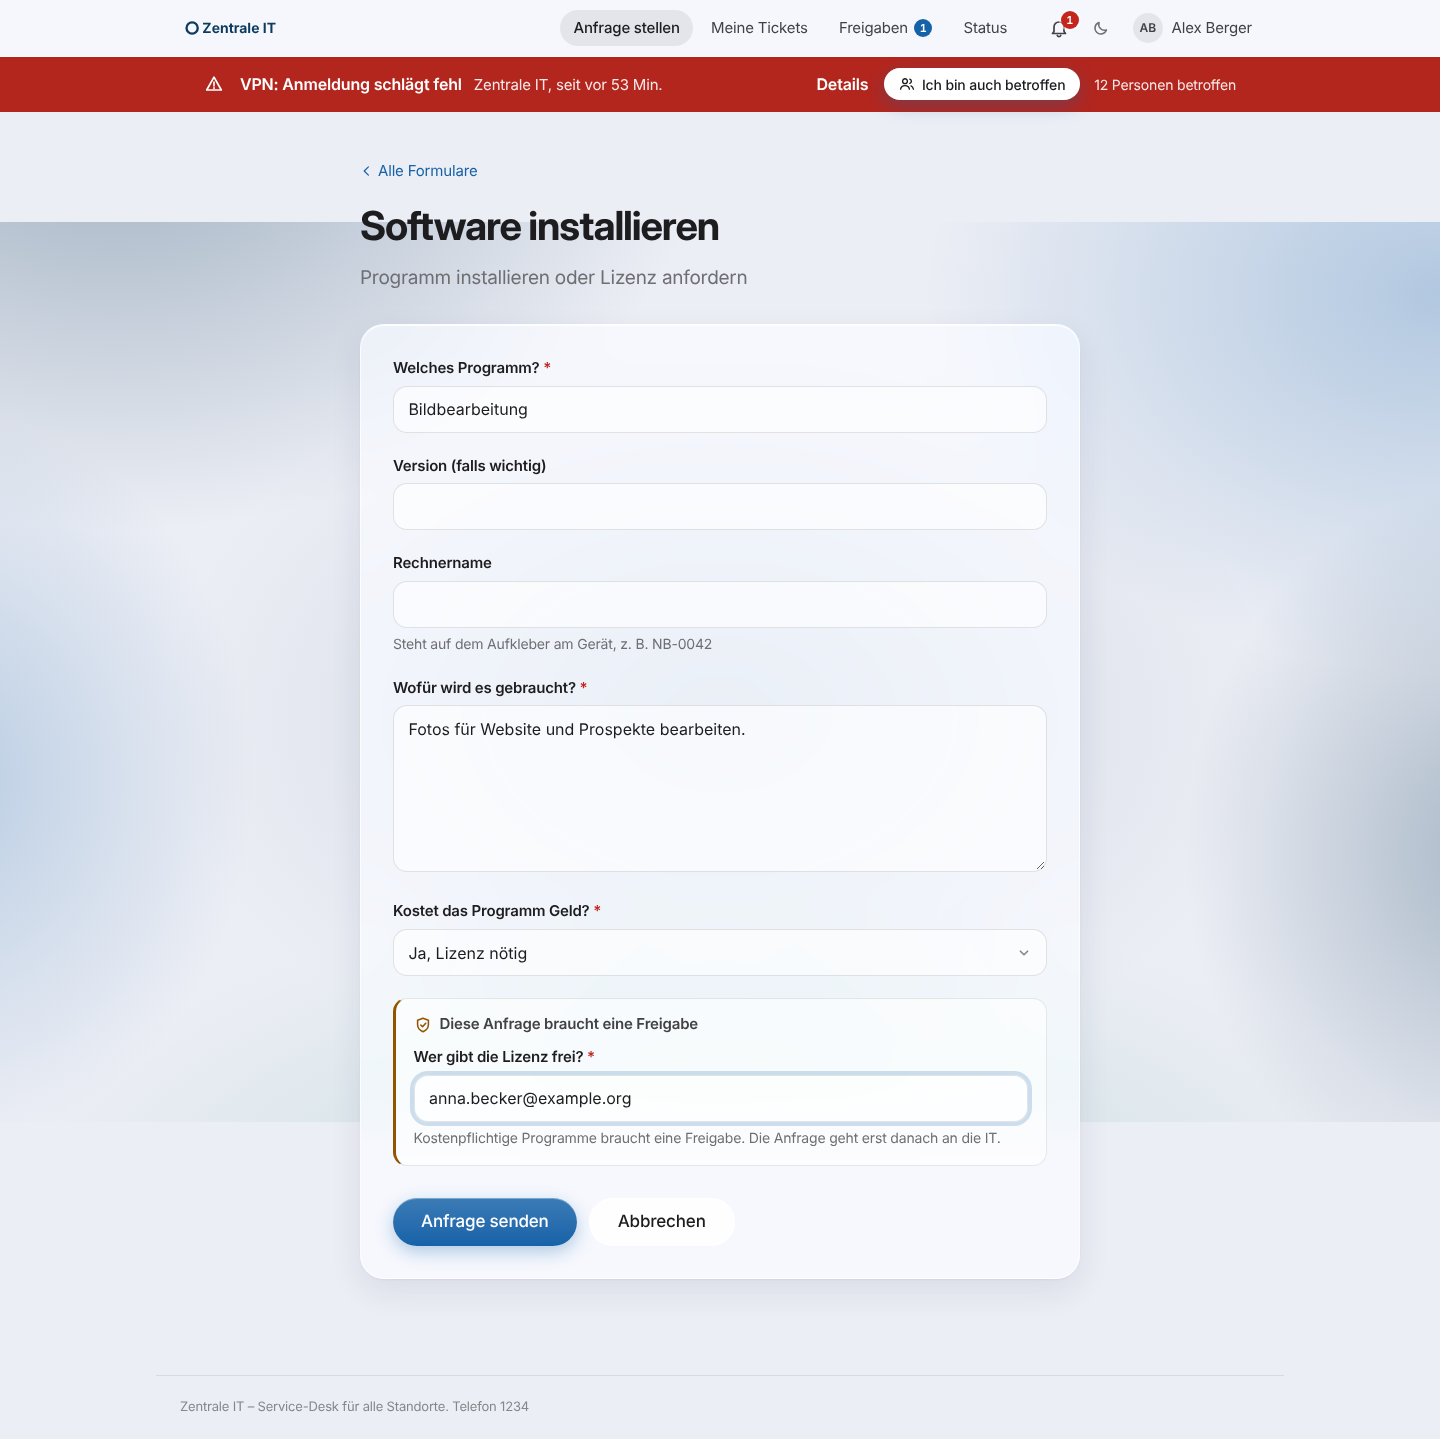 Zentrale IT
Anfrage stellen
Meine Tickets
Freigaben 1
Status
1
AB
Alex Berger
VPN: Anmeldung schlägt fehl
Zentrale IT, seit vor 53 Min.
Details
Ich bin auch betroffen
12 Personen betroffen
Alle Formulare
Software installieren
Programm installieren oder Lizenz anfordern
Welches Programm? *
Bildbearbeitung
Version (falls wichtig)
Rechnername
Steht auf dem Aufkleber am Gerät, z. B. NB-0042
Wofür wird es gebraucht? *
Fotos für Website und Prospekte bearbeiten.
Kostet das Programm Geld? *
Ja, Lizenz nötig
Diese Anfrage braucht eine Freigabe
Wer gibt die Lizenz frei? *
anna.becker@example.org
Kostenpflichtige Programme braucht eine Freigabe. Die Anfrage geht erst danach an die IT.
Anfrage senden
Abbrechen
Zentrale IT – Service-Desk für alle Standorte. Telefon 1234